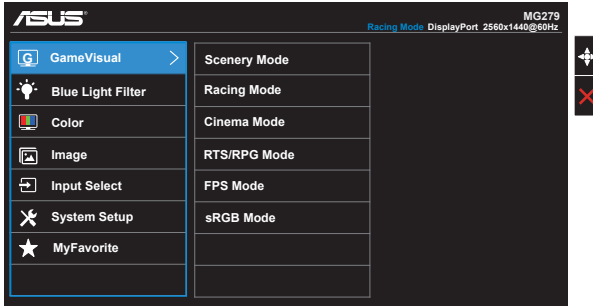 ASUS
MG279
Racing Mode DisplayPort 2560x1440@60Hz
G GameVisual
Blue Light Filter
Color
Image
Input Select
System Setup
MyFavorite
Scenery Mode
Racing Mode
Cinema Mode
RTS/RPG Mode
FPS Mode
sRGB Mode